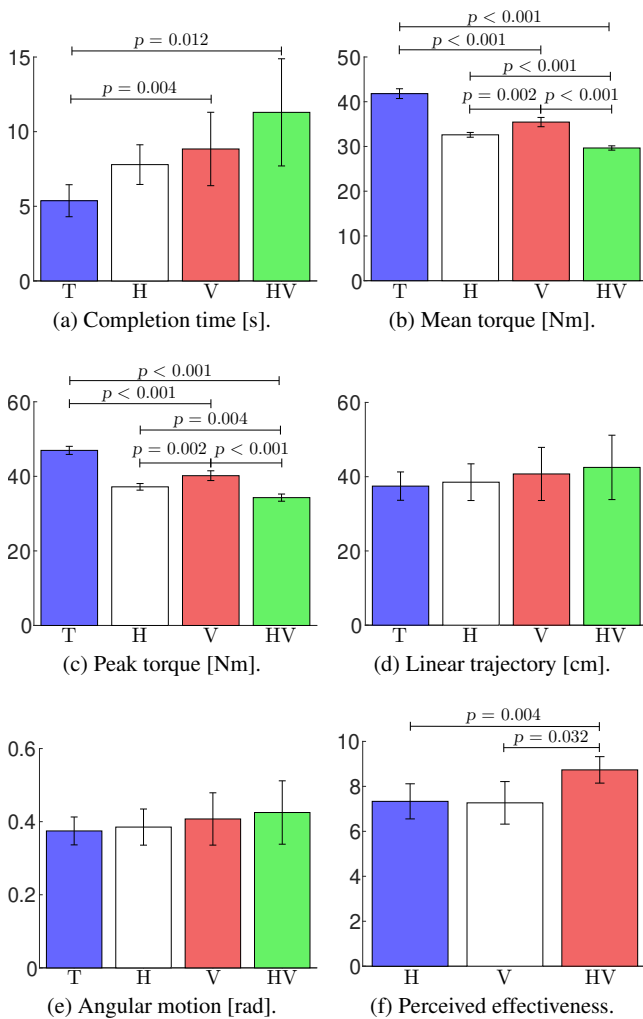 p = 0.012
p = 0.004
15
10
5
0
T H V HV
(a) Completion time [s].
p < 0.001
p < 0.001
p < 0.001
p = 0.002 p < 0.001
50
40
30
20
10
0
T H V HV
(b) Mean torque [Nm].
p < 0.001
p < 0.001
p = 0.004
p = 0.002 p < 0.001
60
40
20
0
T H V HV
(c) Peak torque [Nm].
60
40
20
0
T H V HV
(d) Linear trajectory [cm].
0.6
0.4
0.2
0
T H V HV
(e) Angular motion [rad].
p = 0.004
p = 0.032
10
8
6
4
2
0
H V HV
(f) Perceived effectiveness.